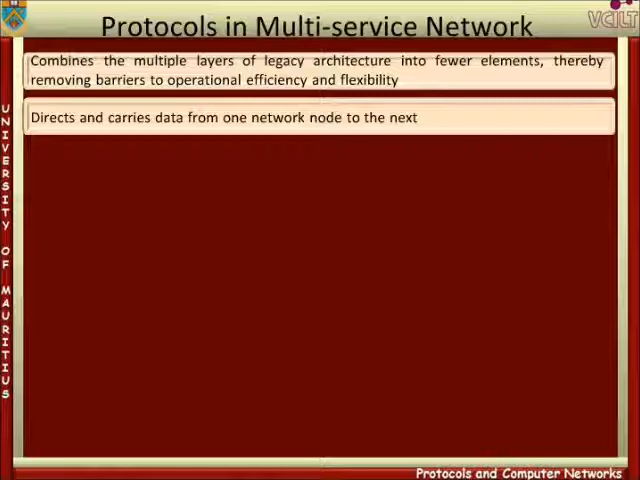 Protocols in Multi-service Network
VCILT
Combines the multiple layers of legacy architecture into fewer elements, thereby
removing barriers to operational efficiency and flexibility
Directs and carries data from one network node to the next
UNIVERSITY OF MAURITIUS
Protocols and Computer Networks